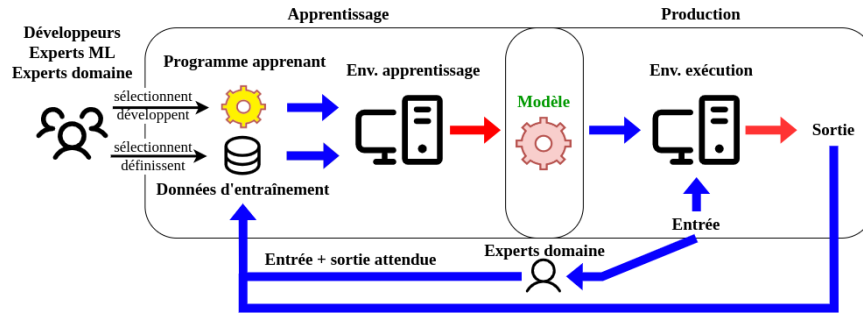 Apprentissage
Production
Développeurs
Experts ML
Experts domaine
Programme apprenant
Env. apprentissage
Env. exécution
sélectionnent
développent
Modèle
Sortie
sélectionnent
définissent
Données d'entraînement
Entrée
Experts domaine
Entrée + sortie attendue